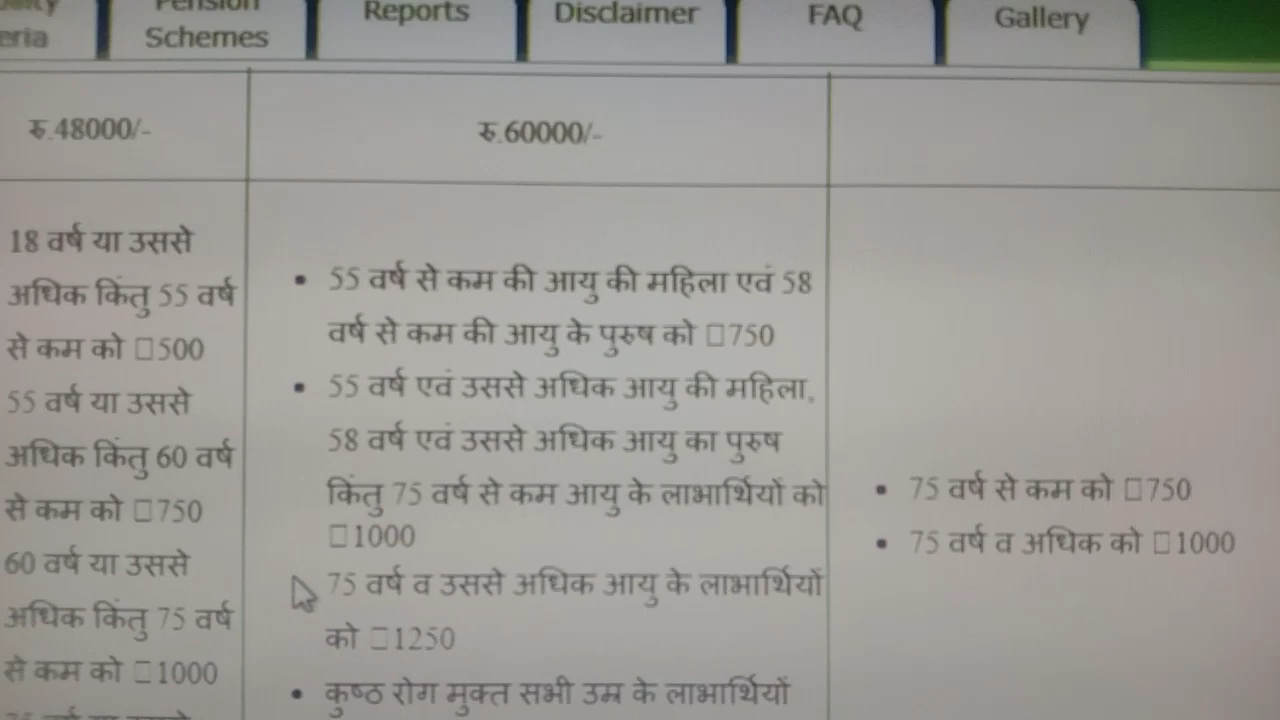 Schemes
Reports
Disclaimer
FAQ
Gallery
रु.48000/-
रु.60000/-
18 वर्ष या उससे
अधिक किंतु 55 वर्ष
से कम को □500
55 वर्ष या उससे
अधिक किंतु 60 वर्ष
से कम को □750
60 वर्ष या उससे
अधिक किंतु 75 वर्ष
से कम को □1000
• 55 वर्ष से कम की आयु की महिला एवं 58
वर्ष से कम की आयु के पुरुष को □750
• 55 वर्ष एवं उससे अधिक आयु की महिला,
58 वर्ष एवं उससे अधिक आयु का पुरुष
किंतु 75 वर्ष से कम आयु के लाभार्थियों को
□1000
75 वर्ष व उससे अधिक आयु के लाभार्थियों
को □1250
• कुष्ठ रोग मुक्त सभी उम्र के लाभार्थियों
• 75 वर्ष से कम को □750
• 75 वर्ष व अधिक को □1000